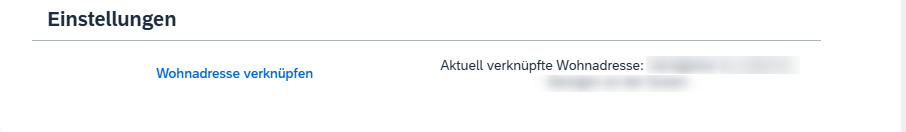 Einstellungen
Wohnadresse verknüpfen
Aktuell verknüpfte Wohnadresse: